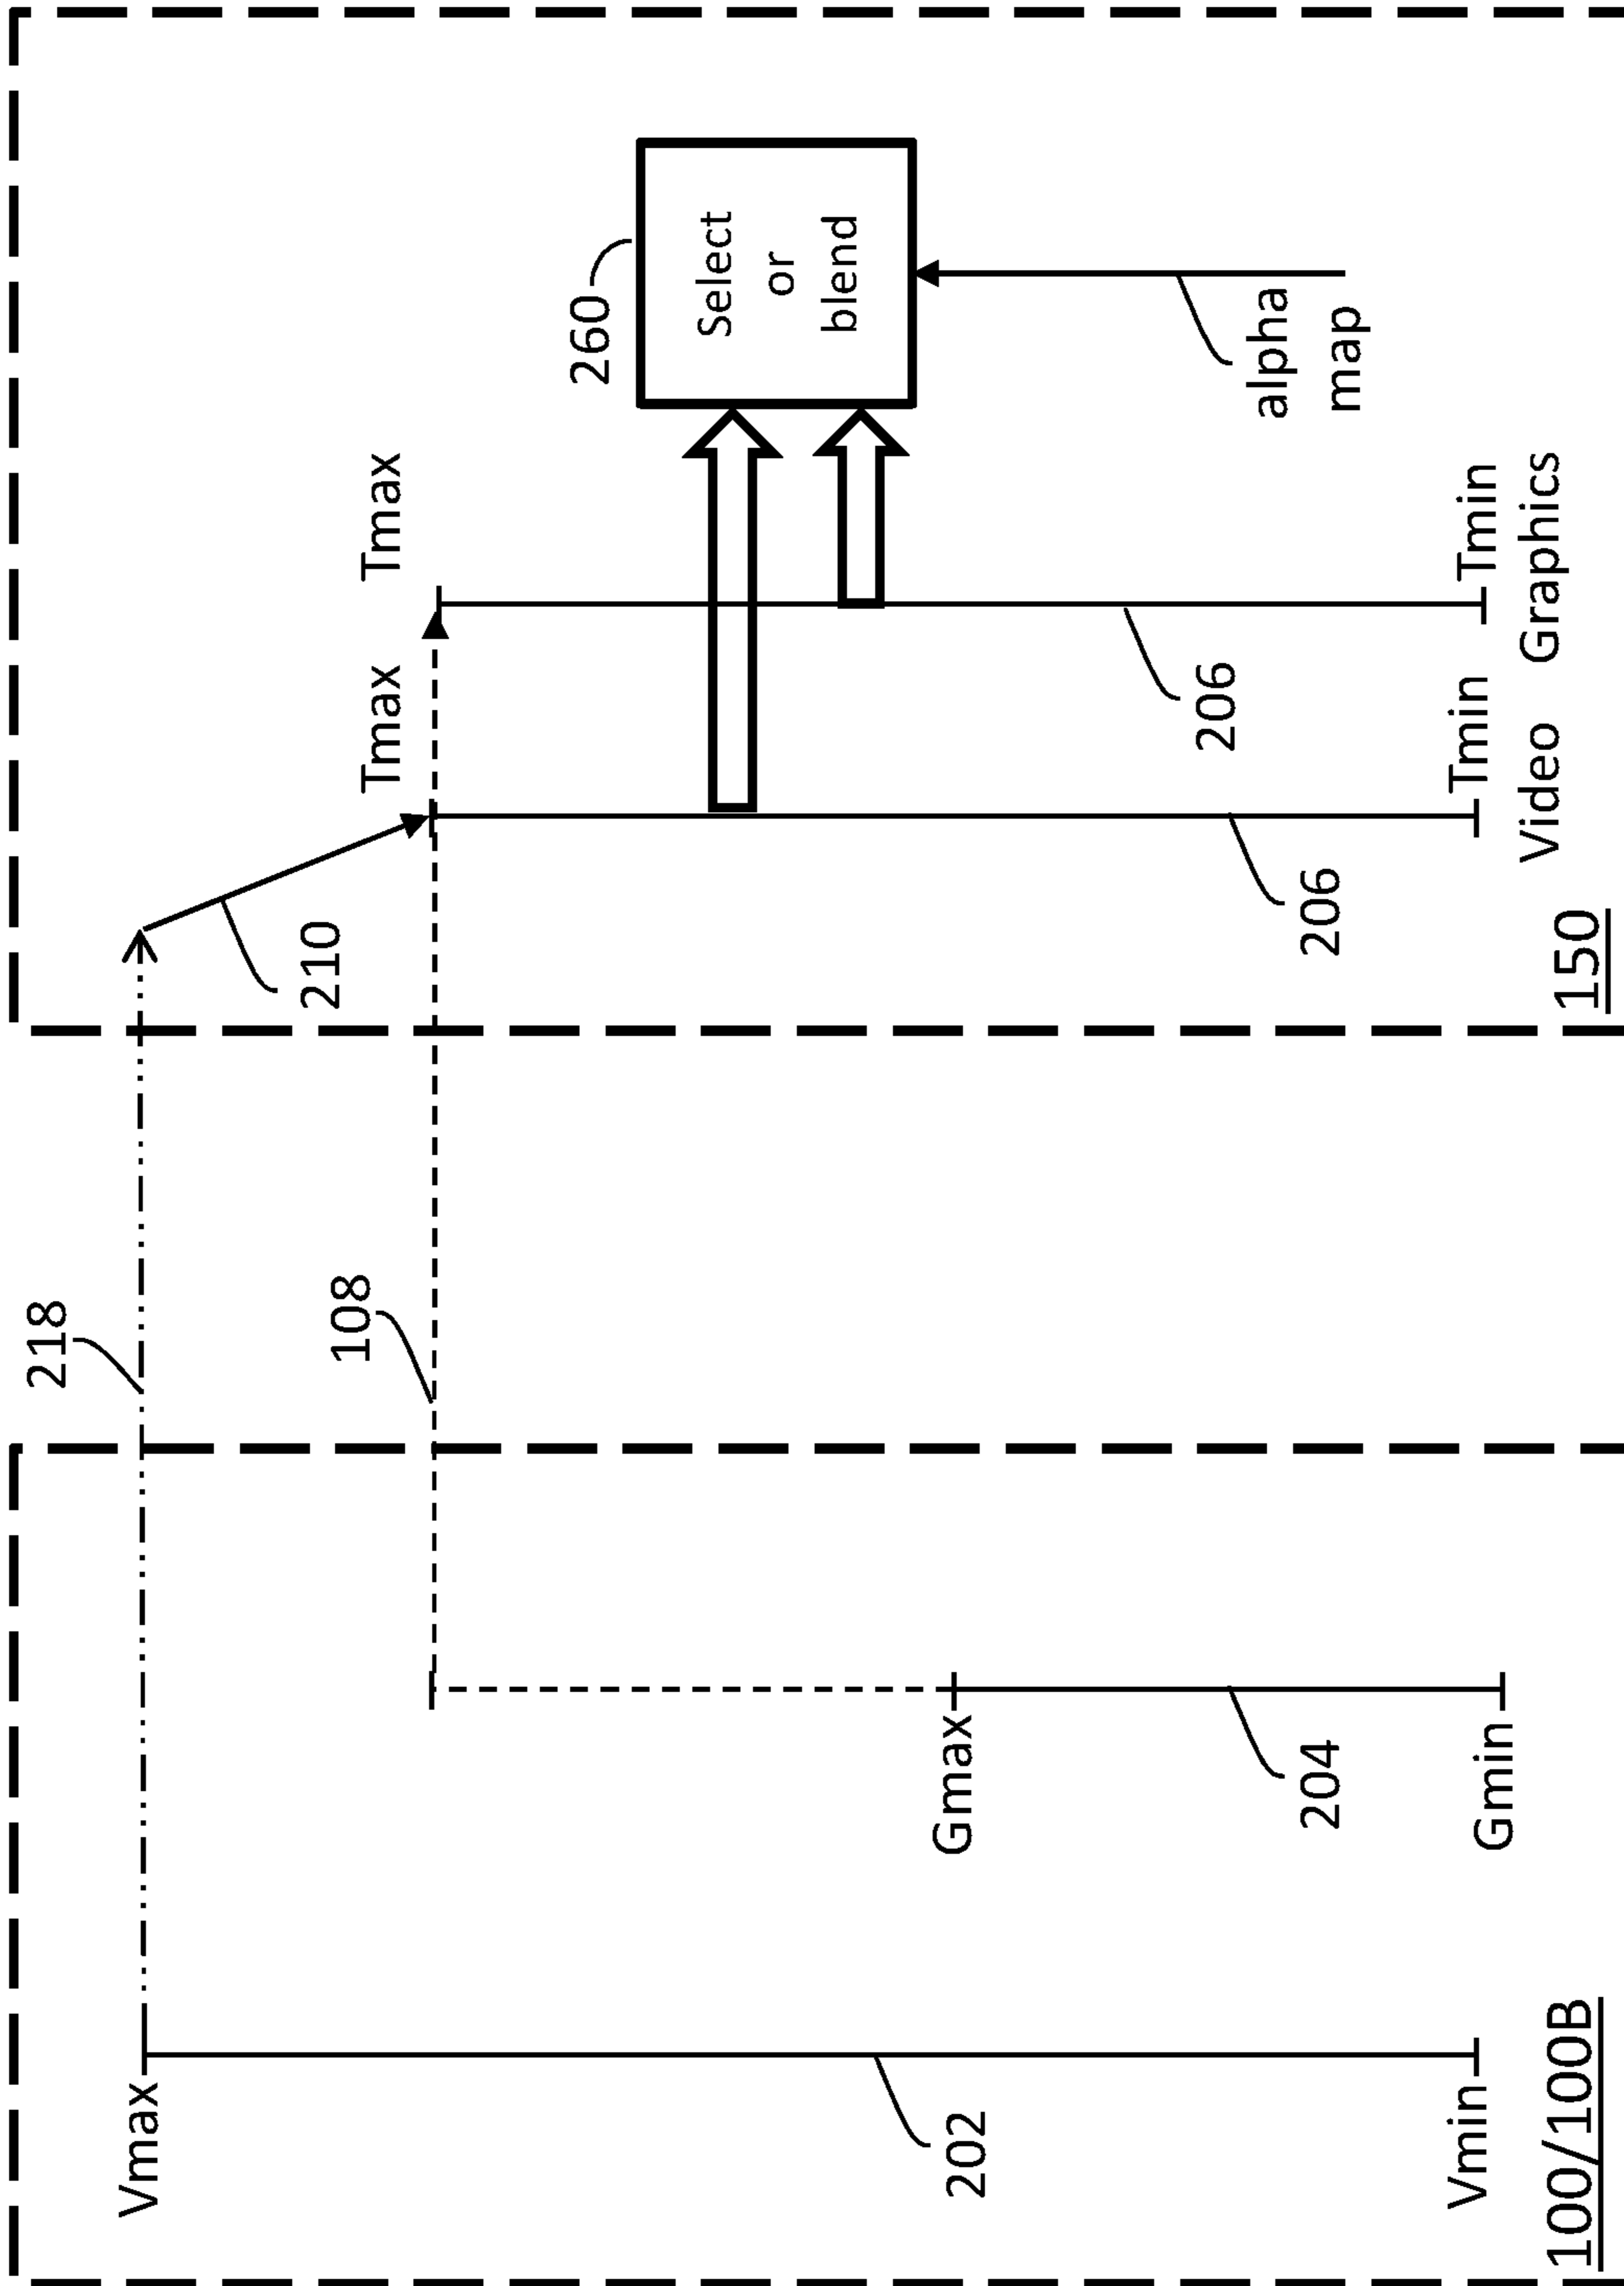 218
Vmax
108
210
Tmax
Tmax
260
Select
or
blend
Gmax
202
204
206
206
alpha
map
Vmin
Gmin
Tmin
Tmin
Video
Graphics
100/100B
150